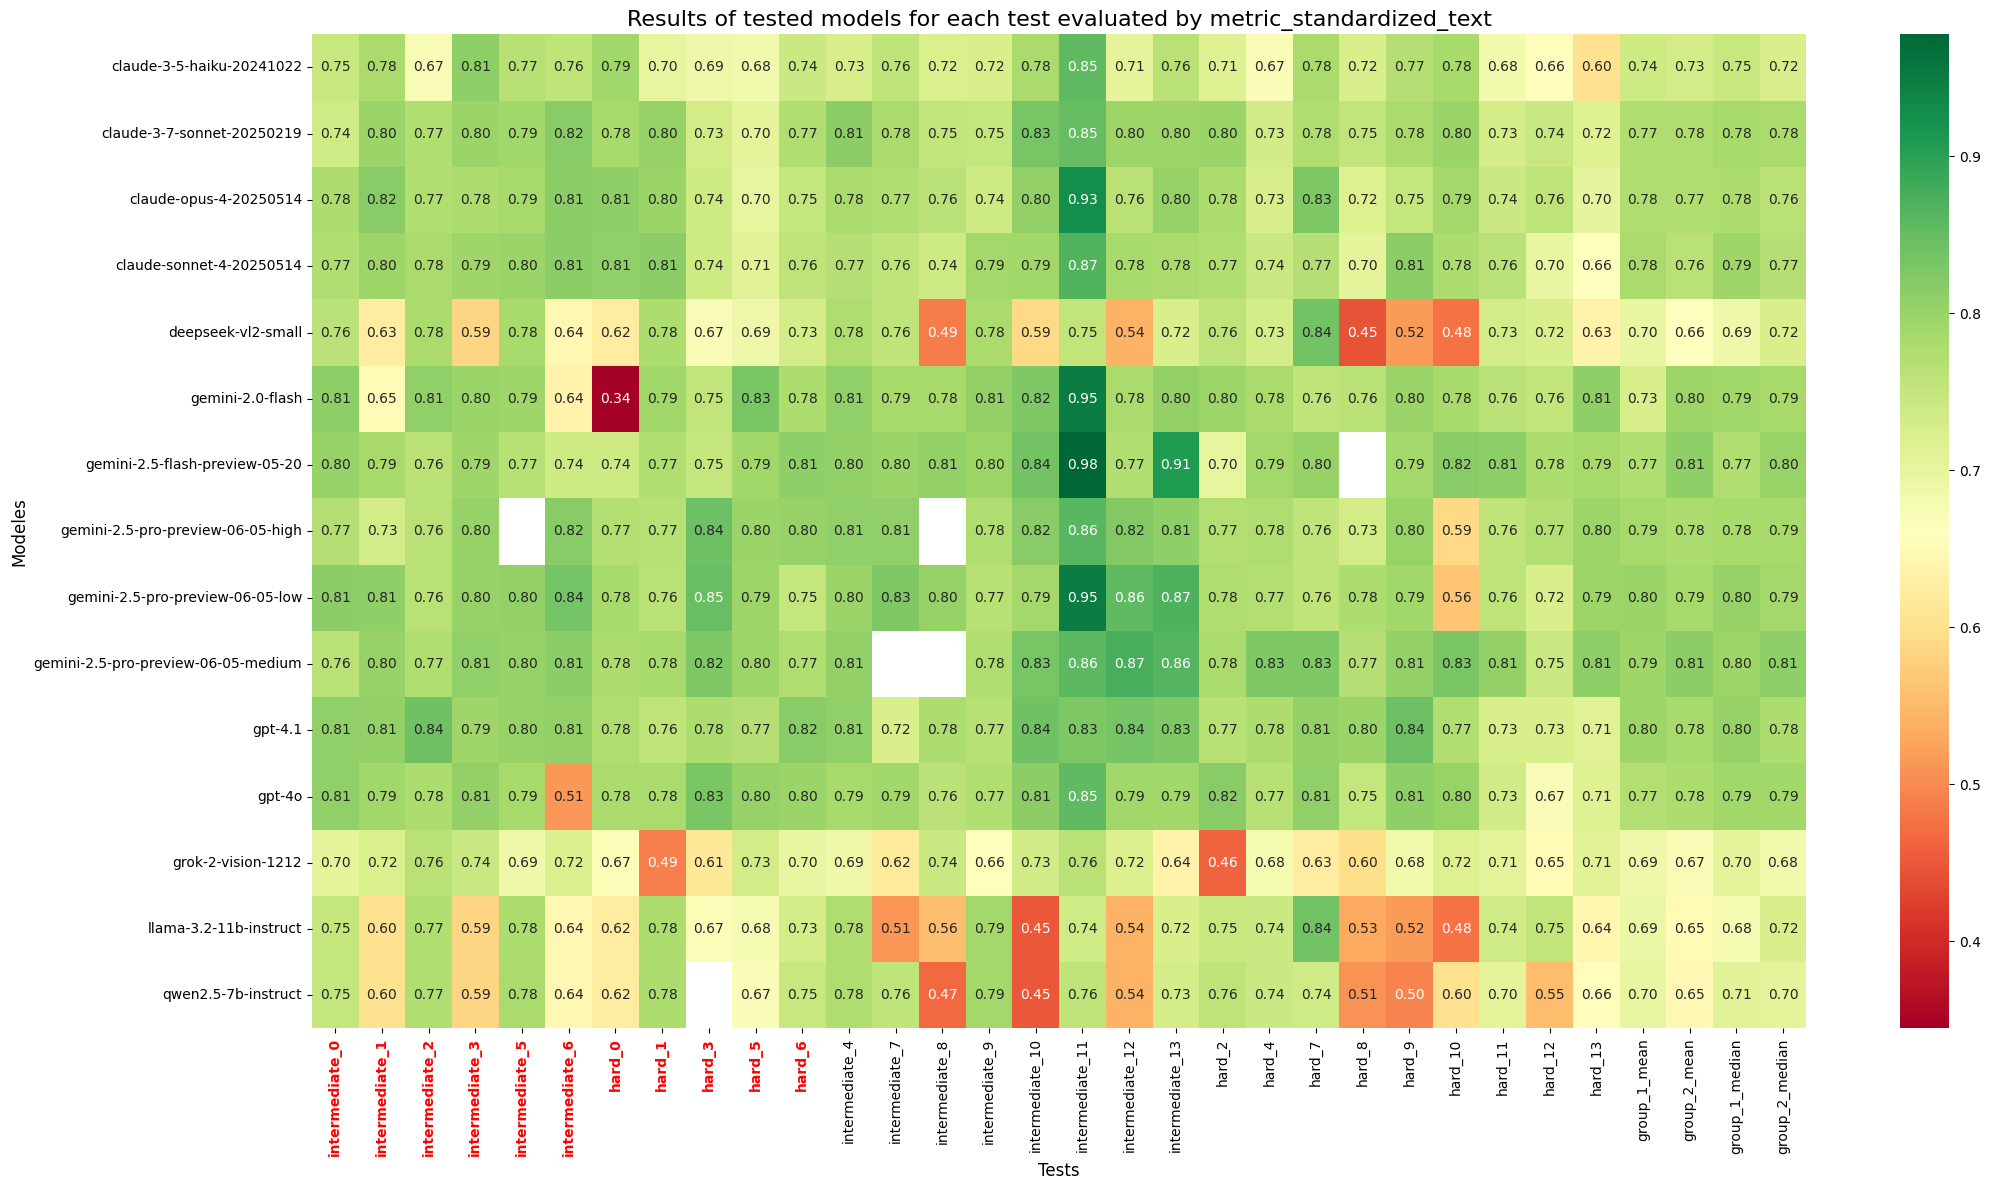 Results of tested models for each test evaluated by metric_standardized_text
Modeles
claude-3-5-haiku-20241022 0.75 0.78 0.67 0.81 0.77 0.76 0.79 0.70 0.69 0.68 0.74 0.73 0.76 0.72 0.72 0.78 0.85 0.71 0.76 0.71 0.67 0.78 0.72 0.77 0.78 0.68 0.66 0.60 0.74 0.73 0.75 0.72
claude-3-7-sonnet-20250219 0.74 0.80 0.77 0.80 0.79 0.82 0.78 0.80 0.73 0.70 0.77 0.81 0.78 0.75 0.75 0.83 0.85 0.80 0.80 0.80 0.73 0.78 0.75 0.78 0.80 0.73 0.74 0.72 0.77 0.78 0.78 0.78
claude-opus-4-20250514 0.78 0.82 0.77 0.78 0.79 0.81 0.81 0.80 0.74 0.70 0.75 0.78 0.77 0.76 0.74 0.80 0.93 0.76 0.80 0.78 0.73 0.83 0.72 0.75 0.79 0.74 0.76 0.70 0.78 0.77 0.78 0.76
claude-sonnet-4-20250514 0.77 0.80 0.78 0.79 0.80 0.81 0.81 0.81 0.74 0.71 0.76 0.77 0.76 0.74 0.79 0.79 0.87 0.78 0.78 0.77 0.74 0.77 0.70 0.81 0.78 0.76 0.70 0.66 0.78 0.76 0.79 0.77
deepseek-vl2-small 0.76 0.63 0.78 0.59 0.78 0.64 0.62 0.78 0.67 0.69 0.73 0.78 0.76 0.49 0.78 0.59 0.75 0.54 0.72 0.76 0.73 0.84 0.45 0.52 0.48 0.73 0.72 0.63 0.70 0.66 0.69 0.72
gemini-2.0-flash 0.81 0.65 0.81 0.80 0.79 0.64 0.34 0.79 0.75 0.83 0.78 0.81 0.79 0.78 0.81 0.82 0.95 0.78 0.80 0.80 0.78 0.76 0.76 0.80 0.78 0.76 0.76 0.81 0.73 0.80 0.79 0.79
gemini-2.5-flash-preview-05-20 0.80 0.79 0.76 0.79 0.77 0.74 0.74 0.77 0.75 0.79 0.81 0.80 0.80 0.81 0.80 0.84 0.98 0.77 0.91 0.70 0.79 0.80 0.79 0.82 0.81 0.78 0.79 0.77 0.81 0.77 0.80
gemini-2.5-pro-preview-06-05-high 0.77 0.73 0.76 0.80 0.82 0.77 0.77 0.84 0.80 0.80 0.81 0.81 0.78 0.82 0.86 0.82 0.81 0.77 0.78 0.76 0.73 0.80 0.59 0.76 0.77 0.80 0.79 0.78 0.78 0.79
gemini-2.5-pro-preview-06-05-low 0.81 0.81 0.76 0.80 0.80 0.84 0.78 0.76 0.85 0.79 0.75 0.80 0.83 0.80 0.77 0.79 0.95 0.86 0.87 0.78 0.77 0.76 0.78 0.79 0.56 0.76 0.72 0.79 0.80 0.79 0.80 0.79
gemini-2.5-pro-preview-06-05-medium 0.76 0.80 0.77 0.81 0.80 0.81 0.78 0.78 0.82 0.80 0.77 0.81 0.78 0.83 0.86 0.87 0.86 0.78 0.83 0.83 0.77 0.81 0.83 0.81 0.75 0.81 0.79 0.81 0.80 0.81
gpt-4.1 0.81 0.81 0.84 0.79 0.80 0.81 0.78 0.76 0.78 0.77 0.82 0.81 0.72 0.78 0.77 0.84 0.83 0.84 0.83 0.77 0.78 0.81 0.80 0.84 0.77 0.73 0.73 0.71 0.80 0.78 0.80 0.78
gpt-4o 0.81 0.79 0.78 0.81 0.79 0.51 0.78 0.78 0.83 0.80 0.80 0.79 0.79 0.76 0.77 0.81 0.85 0.79 0.79 0.82 0.77 0.81 0.75 0.81 0.80 0.73 0.67 0.71 0.77 0.78 0.79 0.79
grok-2-vision-1212 0.70 0.72 0.76 0.74 0.69 0.72 0.67 0.49 0.61 0.73 0.70 0.69 0.62 0.74 0.66 0.73 0.76 0.72 0.64 0.46 0.68 0.63 0.60 0.68 0.72 0.71 0.65 0.71 0.69 0.67 0.70 0.68
llama-3.2-11b-instruct 0.75 0.60 0.77 0.59 0.78 0.64 0.62 0.78 0.67 0.68 0.73 0.78 0.51 0.56 0.79 0.45 0.74 0.54 0.72 0.75 0.74 0.84 0.53 0.52 0.48 0.74 0.75 0.64 0.69 0.65 0.68 0.72
qwen2.5-7b-instruct 0.75 0.60 0.77 0.59 0.78 0.64 0.62 0.78 0.67 0.75 0.78 0.76 0.47 0.79 0.45 0.76 0.54 0.73 0.76 0.74 0.74 0.51 0.50 0.60 0.70 0.55 0.66 0.70 0.65 0.71 0.70
intermediate_0
intermediate_1
intermediate_2
intermediate_3
intermediate_5
intermediate_6
hard_0
hard_1
hard_3
hard_5
hard_6
intermediate_4
intermediate_7
intermediate_8
intermediate_9
intermediate_10
intermediate_11
intermediate_12
intermediate_13
hard_2
hard_4
hard_7
hard_8
hard_9
hard_10
hard_11
hard_12
hard_13
group_1_mean
group_2_mean
group_1_median
group_2_median
Tests
0.9
0.8
0.7
0.6
0.5
0.4